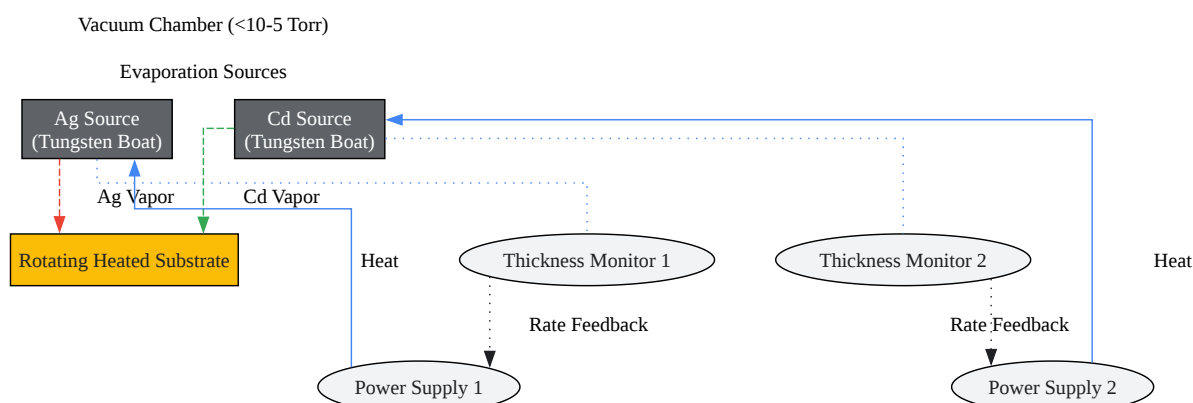 Vacuum Chamber (<10-5 Torr)
Evaporation Sources
Ag Source
(Tungsten Boat)
Cd Source
(Tungsten Boat)
Ag Vapor
Cd Vapor
Rotating Heated Substrate
Heat
Thickness Monitor 1
Thickness Monitor 2
Heat
Rate Feedback
Rate Feedback
Power Supply 1
Power Supply 2